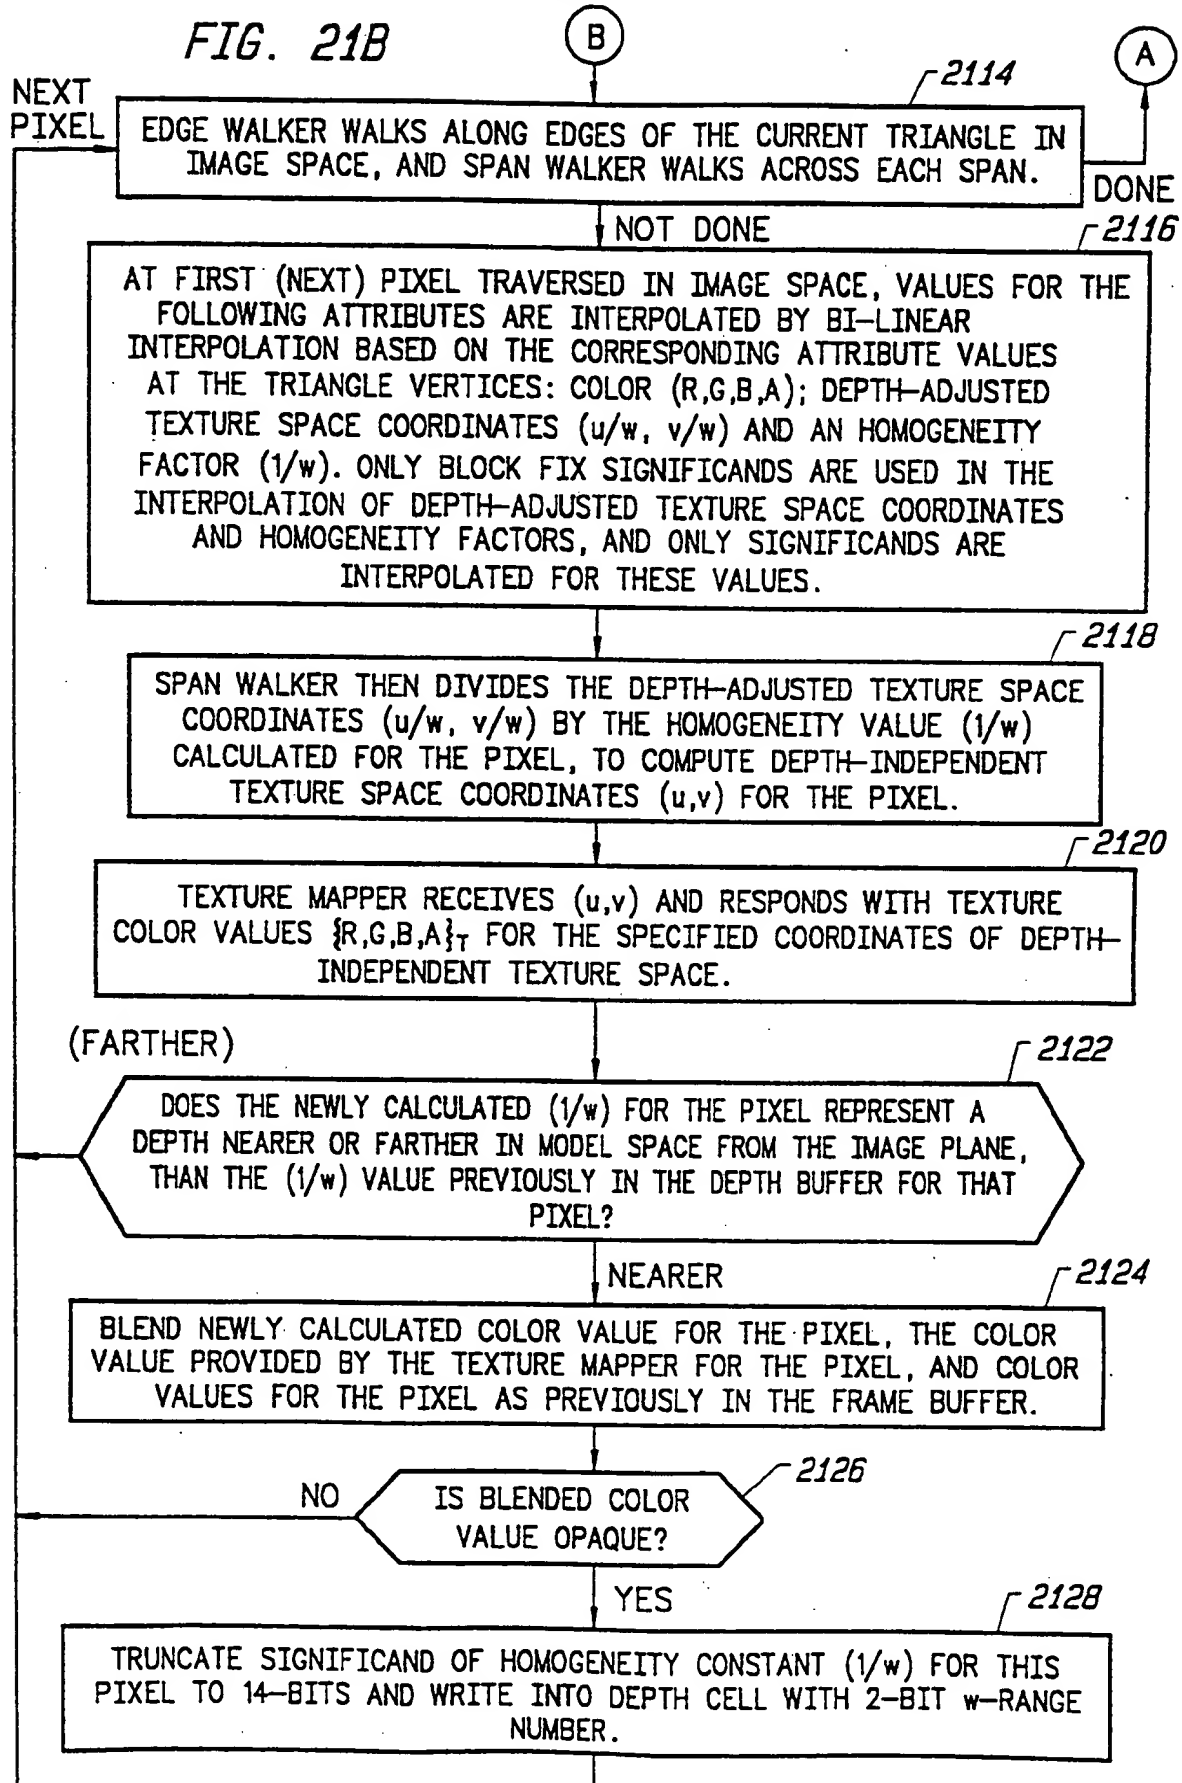 FIG. 21B
B
A
NEXT
PIXEL
2114
EDGE WALKER WALKS ALONG EDGES OF THE CURRENT TRIANGLE IN
IMAGE SPACE, AND SPAN WALKER WALKS ACROSS EACH SPAN.
DONE
NOT DONE
2116
AT FIRST (NEXT) PIXEL TRAVERSED IN IMAGE SPACE, VALUES FOR THE
FOLLOWING ATTRIBUTES ARE INTERPOLATED BY BI-LINEAR
INTERPOLATION BASED ON THE CORRESPONDING ATTRIBUTE VALUES
AT THE TRIANGLE VERTICES: COLOR (R,G,B,A); DEPTH-ADJUSTED
TEXTURE SPACE COORDINATES (u/w, v/w) AND AN HOMOGENEITY
FACTOR (1/w). ONLY BLOCK FIX SIGNIFICANDS ARE USED IN THE
INTERPOLATION OF DEPTH-ADJUSTED TEXTURE SPACE COORDINATES
AND HOMOGENEITY FACTORS, AND ONLY SIGNIFICANDS ARE
INTERPOLATED FOR THESE VALUES.
2118
SPAN WALKER THEN DIVIDES THE DEPTH-ADJUSTED TEXTURE SPACE
COORDINATES (u/w, v/w) BY THE HOMOGENEITY VALUE (1/w)
CALCULATED FOR THE PIXEL, TO COMPUTE DEPTH-INDEPENDENT
TEXTURE SPACE COORDINATES (u,v) FOR THE PIXEL.
2120
TEXTURE MAPPER RECEIVES (u,v) AND RESPONDS WITH TEXTURE
COLOR VALUES {R,G,B,A}T FOR THE SPECIFIED COORDINATES OF DEPTH-
INDEPENDENT TEXTURE SPACE.
(FARTHER)
2122
DOES THE NEWLY CALCULATED (1/w) FOR THE PIXEL REPRESENT A
DEPTH NEARER OR FARTHER IN MODEL SPACE FROM THE IMAGE PLANE,
THAN THE (1/w) VALUE PREVIOUSLY IN THE DEPTH BUFFER FOR THAT
PIXEL?
NEARER
2124
BLEND NEWLY CALCULATED COLOR VALUE FOR THE PIXEL, THE COLOR
VALUE PROVIDED BY THE TEXTURE MAPPER FOR THE PIXEL, AND COLOR
VALUES FOR THE PIXEL AS PREVIOUSLY IN THE FRAME BUFFER.
2126
NO
IS BLENDED COLOR
VALUE OPAQUE?
YES
2128
TRUNCATE SIGNIFICAND OF HOMOGENEITY CONSTANT (1/w) FOR THIS
PIXEL TO 14-BITS AND WRITE INTO DEPTH CELL WITH 2-BIT w-RANGE
NUMBER.